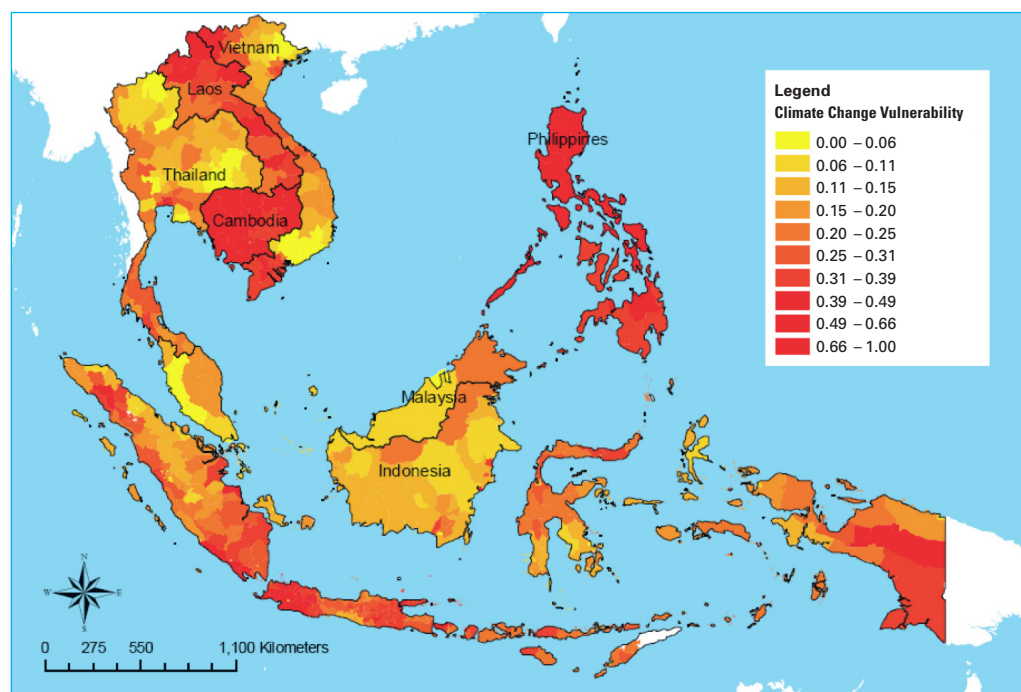 Vietnam
Laos
Philippines
Thailand
Cambodia
Malaysia
Indonesia
Legend
Climate Change Vulnerability
0.00 – 0.06
0.06 – 0.11
0.11 – 0.15
0.15 – 0.20
0.20 – 0.25
0.25 – 0.31
0.31 – 0.39
0.39 – 0.49
0.49 – 0.66
0.66 – 1.00
N
W E
S
0 275 550 1,100 Kilometers